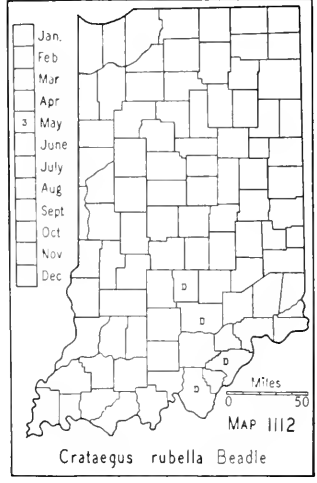 Jan.
Feb
Mar
Apr
3 May
June
July
Aug
Sept
Oct
Nov
Dec
D
D
D
D
Miles
0 50
MAP 1112
Crataegus rubella Beadle